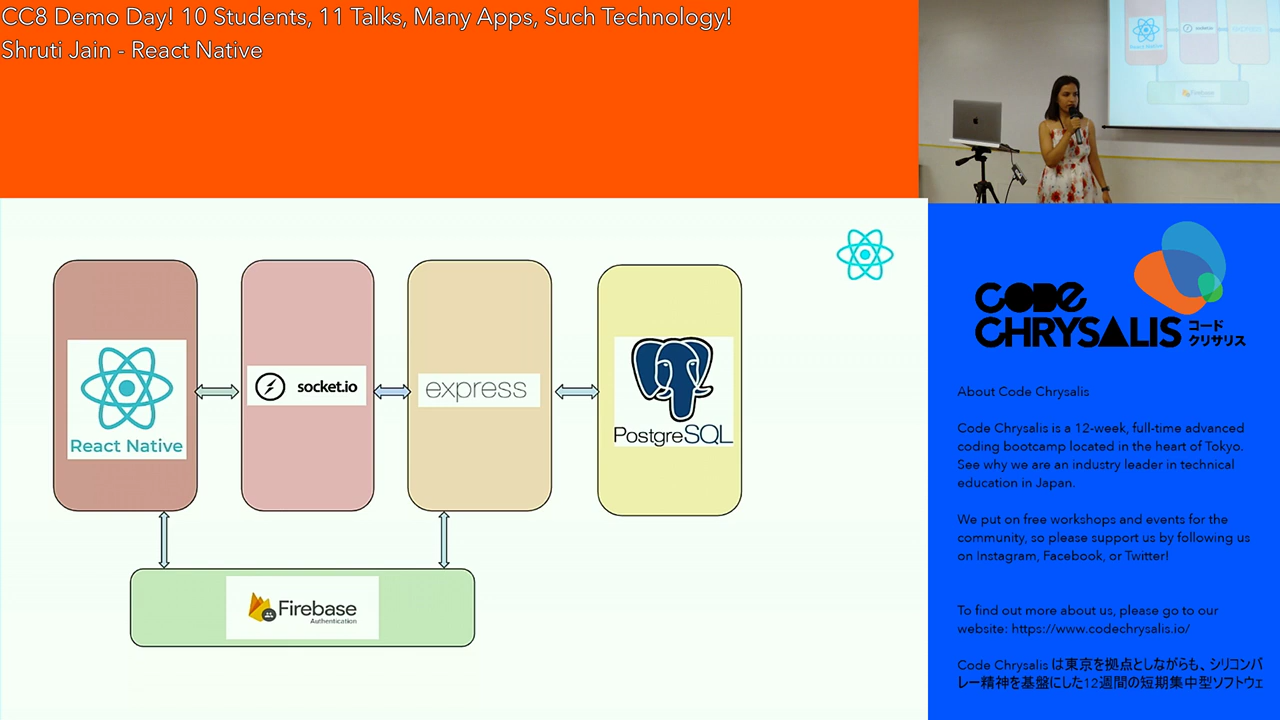 CC8 Demo Day! 10 Students, 11 Talks, Many Apps, Such Technology!
Shruti Jain - React Native
React Native
socket.io
express
PostgreSQL
Firebase
Authentication
CODE
CHRYSALIS
コード
クリサリス
About Code Chrysalis
Code Chrysalis is a 12-week, full-time advanced
coding bootcamp located in the heart of Tokyo.
See why we are an industry leader in technical
education in Japan.
We put on free workshops and events for the
community, so please support us by following us
on Instagram, Facebook, or Twitter!
To find out more about us, please go to our
website: https://www.codechrysalis.io/
Code Chrysalis は東京を拠点としながらも、シリコンバ
レー精神を基盤にした12週間の短期集中型ソフトウェ